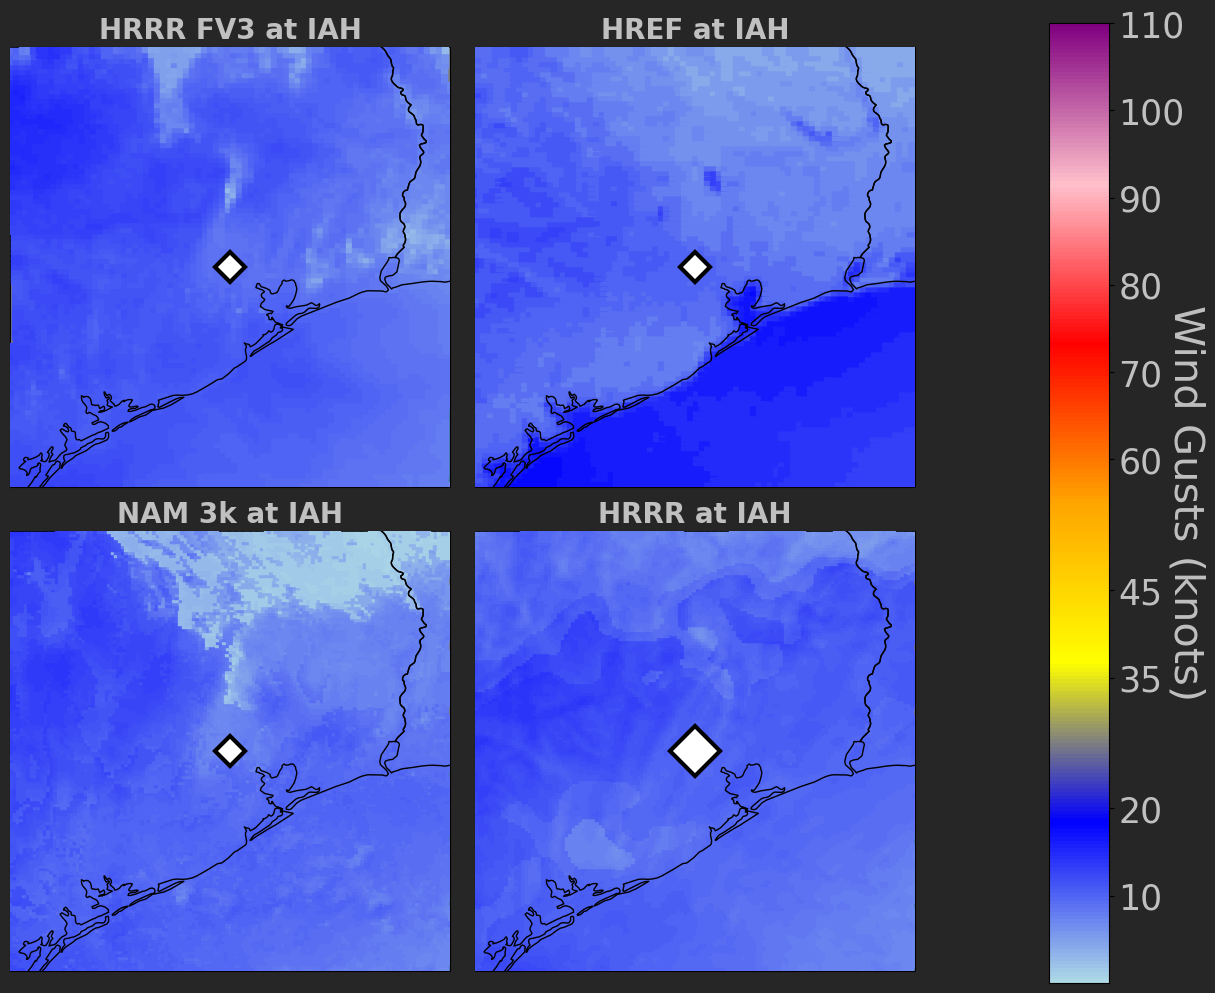 HRRR FV3 at IAH
HREF at IAH
NAM 3k at IAH
HRRR at IAH
110
100
90
80
70
60
45
35
20
10
Wind Gusts (knots)